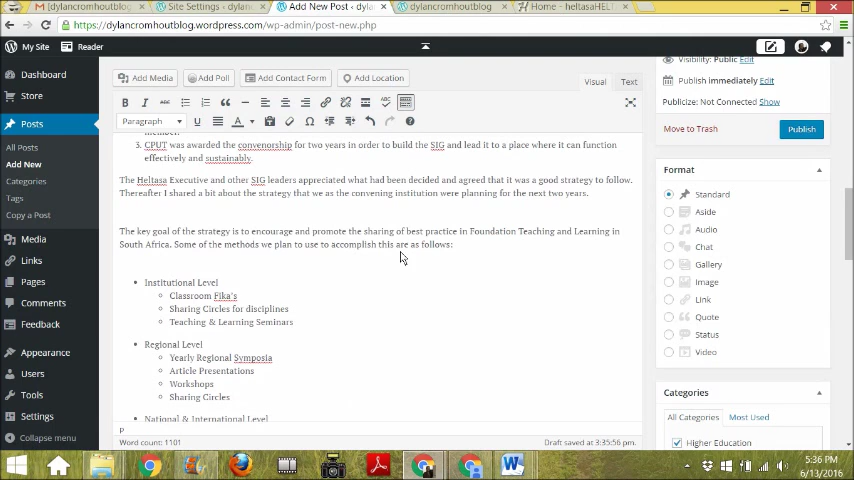 [M] dylancromhoutblog@
Site Settings ‹ dylanc
Add New Post ‹ dylanc
dylancromhoutblog
Home - heltasaHELT
https://dylancromhoutblog.wordpress.com/wp-admin/post-new.php
My Site
Reader
Dashboard
Store
Posts
All Posts
Add New
Categories
Tags
Copy a Post
Media
Links
Pages
Comments
Feedback
Appearance
Users
Tools
Settings
Collapse menu
Add Media
Add Poll
Add Contact Form
Add Location
Visual
Text
B I ABC
Paragraph
member.
3. CPUT was awarded the convenorship for two years in order to build the SIG and lead it to a place where it can function
effectively and sustainably.
The Heltasa Executive and other SIG leaders appreciated what had been decided and agreed that it was a good strategy to follow.
Thereafter I shared a bit about the strategy that we as the convening institution were planning for the next two years.
The key goal of the strategy is to encourage and promote the sharing of best practice in Foundation Teaching and Learning in
South Africa. Some of the methods we plan to use to accomplish this are as follows:
Institutional Level
Classroom Fika's
Sharing Circles for disciplines
Teaching & Learning Seminars
Regional Level
Yearly Regional Symposia
Article Presentations
Workshops
Sharing Circles
National & International Level
P
Word count: 1101
Draft saved at 3:35:56 pm.
Visibility: Public Edit
Publish immediately Edit
Publicize: Not Connected Show
Move to Trash
Publish
Format
Standard
Aside
Audio
Chat
Gallery
Image
Link
Quote
Status
Video
Categories
All Categories
Most Used
Higher Education
5:36 PM
6/13/2016